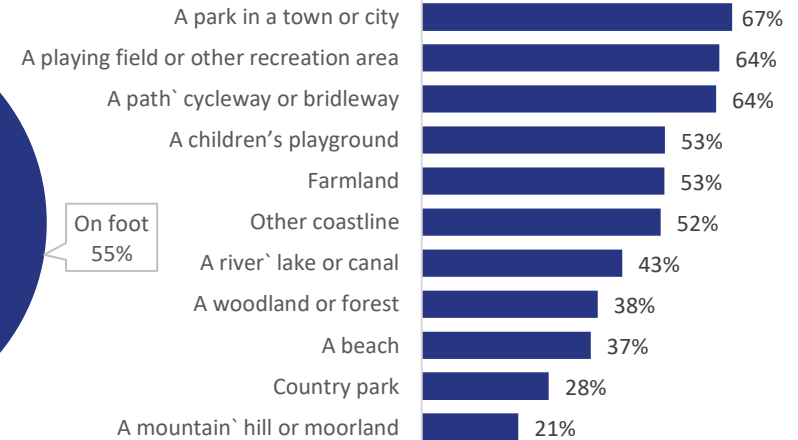 A park in a town or city 67%
A playing field or other recreation area 64%
A path` cycleway or bridleway 64%
A children’s playground 53%
Farmland 53%
Other coastline 52%
On foot
55%
A river` lake or canal 43%
A woodland or forest 38%
A beach 37%
Country park 28%
A mountain` hill or moorland 21%